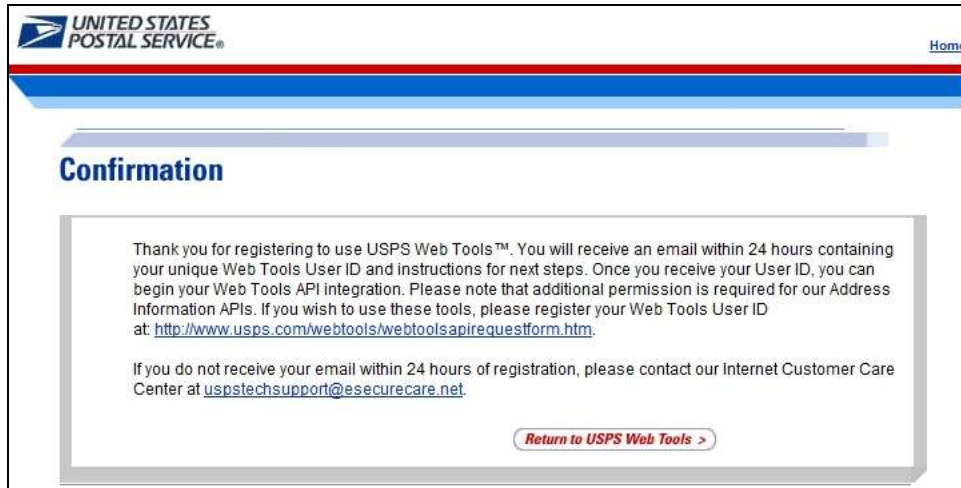 UNITED STATES
POSTAL SERVICE®
Home
Confirmation
Thank you for registering to use USPS Web Tools™. You will receive an email within 24 hours containing
your unique Web Tools User ID and instructions for next steps. Once you receive your User ID, you can
begin your Web Tools API integration. Please note that additional permission is required for our Address
Information APIs. If you wish to use these tools, please register your Web Tools User ID
at: http://www.usps.com/webtools/webtoolsapirequestform.htm.
If you do not receive your email within 24 hours of registration, please contact our Internet Customer Care
Center at uspstechsupport@esecurecare.net.
Return to USPS Web Tools >